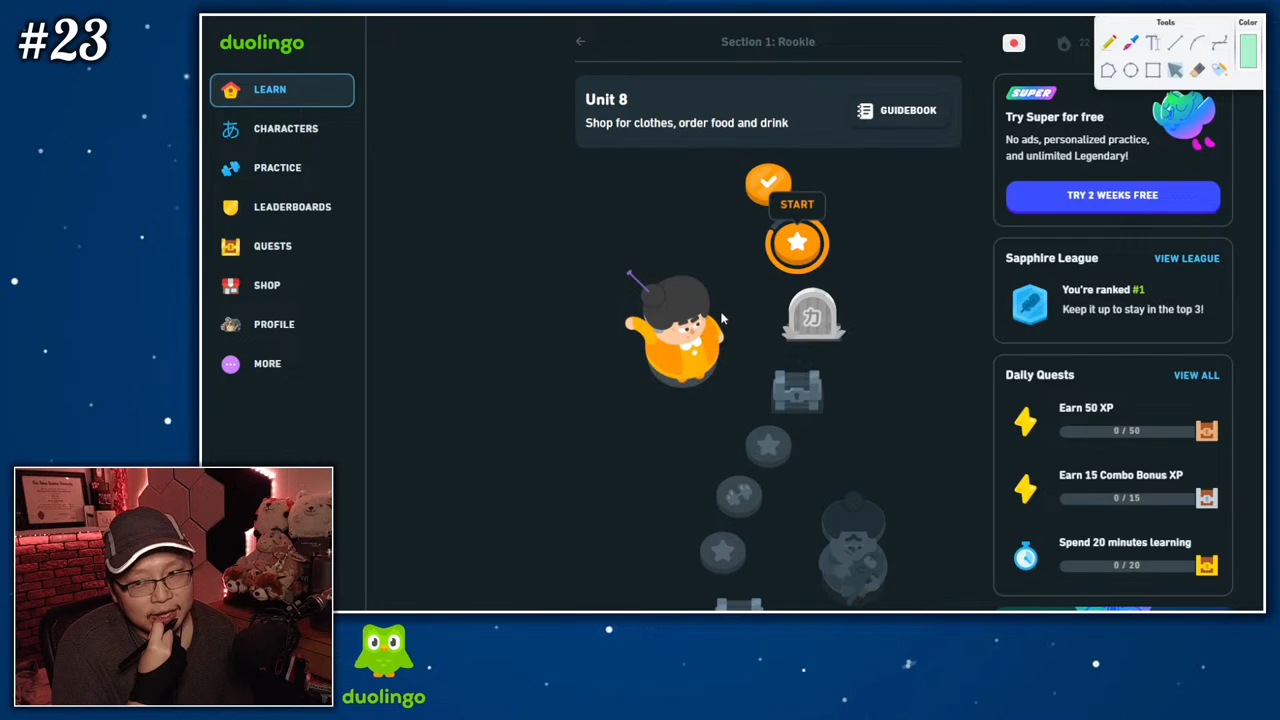 #23
duolingo
LEARN
あ
CHARACTERS
PRACTICE
LEADERBOARDS
QUESTS
SHOP
PROFILE
MORE
Section 1: Rookie
22
Unit 8
Shop for clothes, order food and drink
GUIDEBOOK
START
カ
Tools
Color
SUPER
Try Super for free
No ads, personalized practice,
and unlimited Legendary!
TRY 2 WEEKS FREE
Sapphire League
VIEW LEAGUE
You're ranked #1
Keep it up to stay in the top 3!
Daily Quests
VIEW ALL
Earn 50 XP
0 / 50
Earn 15 Combo Bonus XP
0 / 15
Spend 20 minutes learning
0 / 20
duolingo